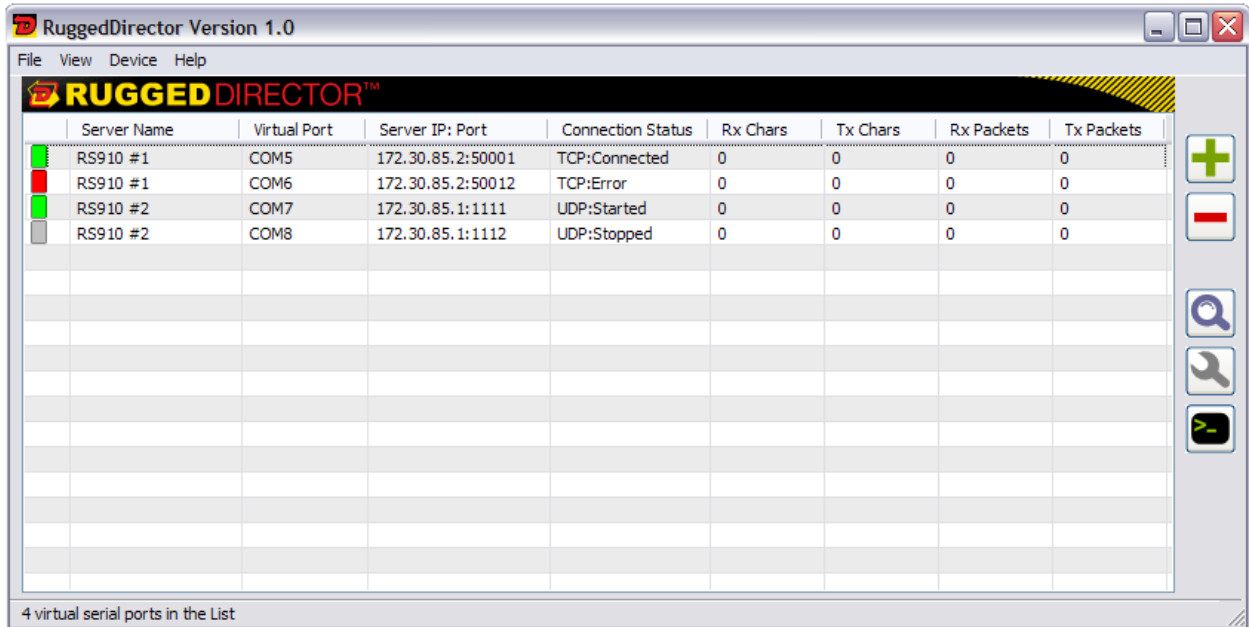 RuggedDirector Version 1.0
File View Device Help
RUGGEDDIRECTOR™
Server Name Virtual Port Server IP: Port Connection Status Rx Chars Tx Chars Rx Packets Tx Packets
RS910 #1 COM5 172.30.85.2:50001 TCP:Connected 0 0 0 0
RS910 #1 COM6 172.30.85.2:50012 TCP:Error 0 0 0 0
RS910 #2 COM7 172.30.85.1:1111 UDP:Started 0 0 0 0
RS910 #2 COM8 172.30.85.1:1112 UDP:Stopped 0 0 0 0
>_
4 virtual serial ports in the List